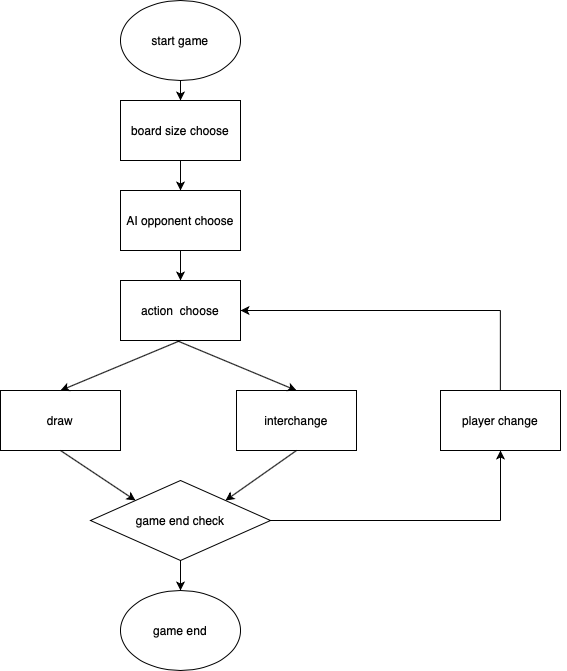 start game
board size choose
AI opponent choose
action choose
draw
interchange
player change
game end check
game end